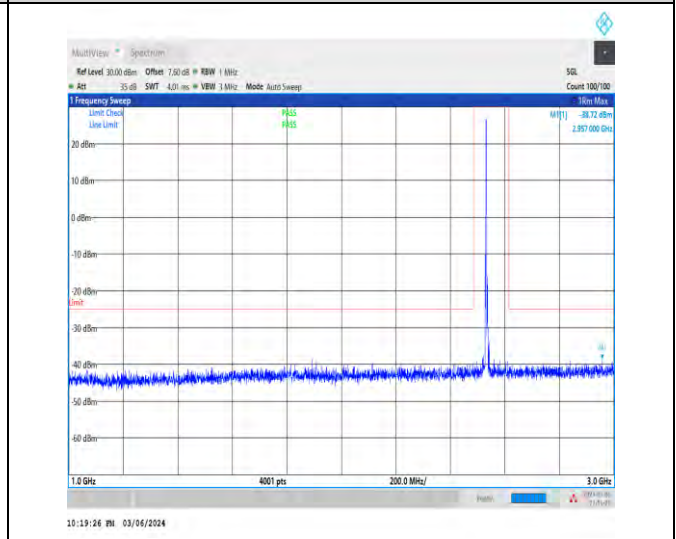 MultiView Spectrum
Ref Level 30.00 dBm Offset 7.60 dB RBW 1 MHz SGL
Att 35 dB SWT 4.01 ms VBW 3 MHz Mode Auto Sweep Count 100/100
1 Frequency Sweep 1Rm Max
Limit Check PASS M1[1] -38.72 dBm
Line Limit PASS 2.957 000 GHz
20 dBm
10 dBm
0 dBm
-10 dBm
-20 dBm
Limit
-30 dBm
M1
-40 dBm
-50 dBm
-60 dBm
1.0 GHz 4001 pts 200.0 MHz/ 3.0 GHz
10:19:26 PM 03/06/2024